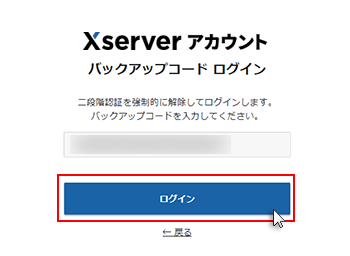 Xserver アカウント
バックアップコード ログイン
二段階認証を強制的に解除してログインします。
バックアップコードを入力してください。
ログイン
← 戻る